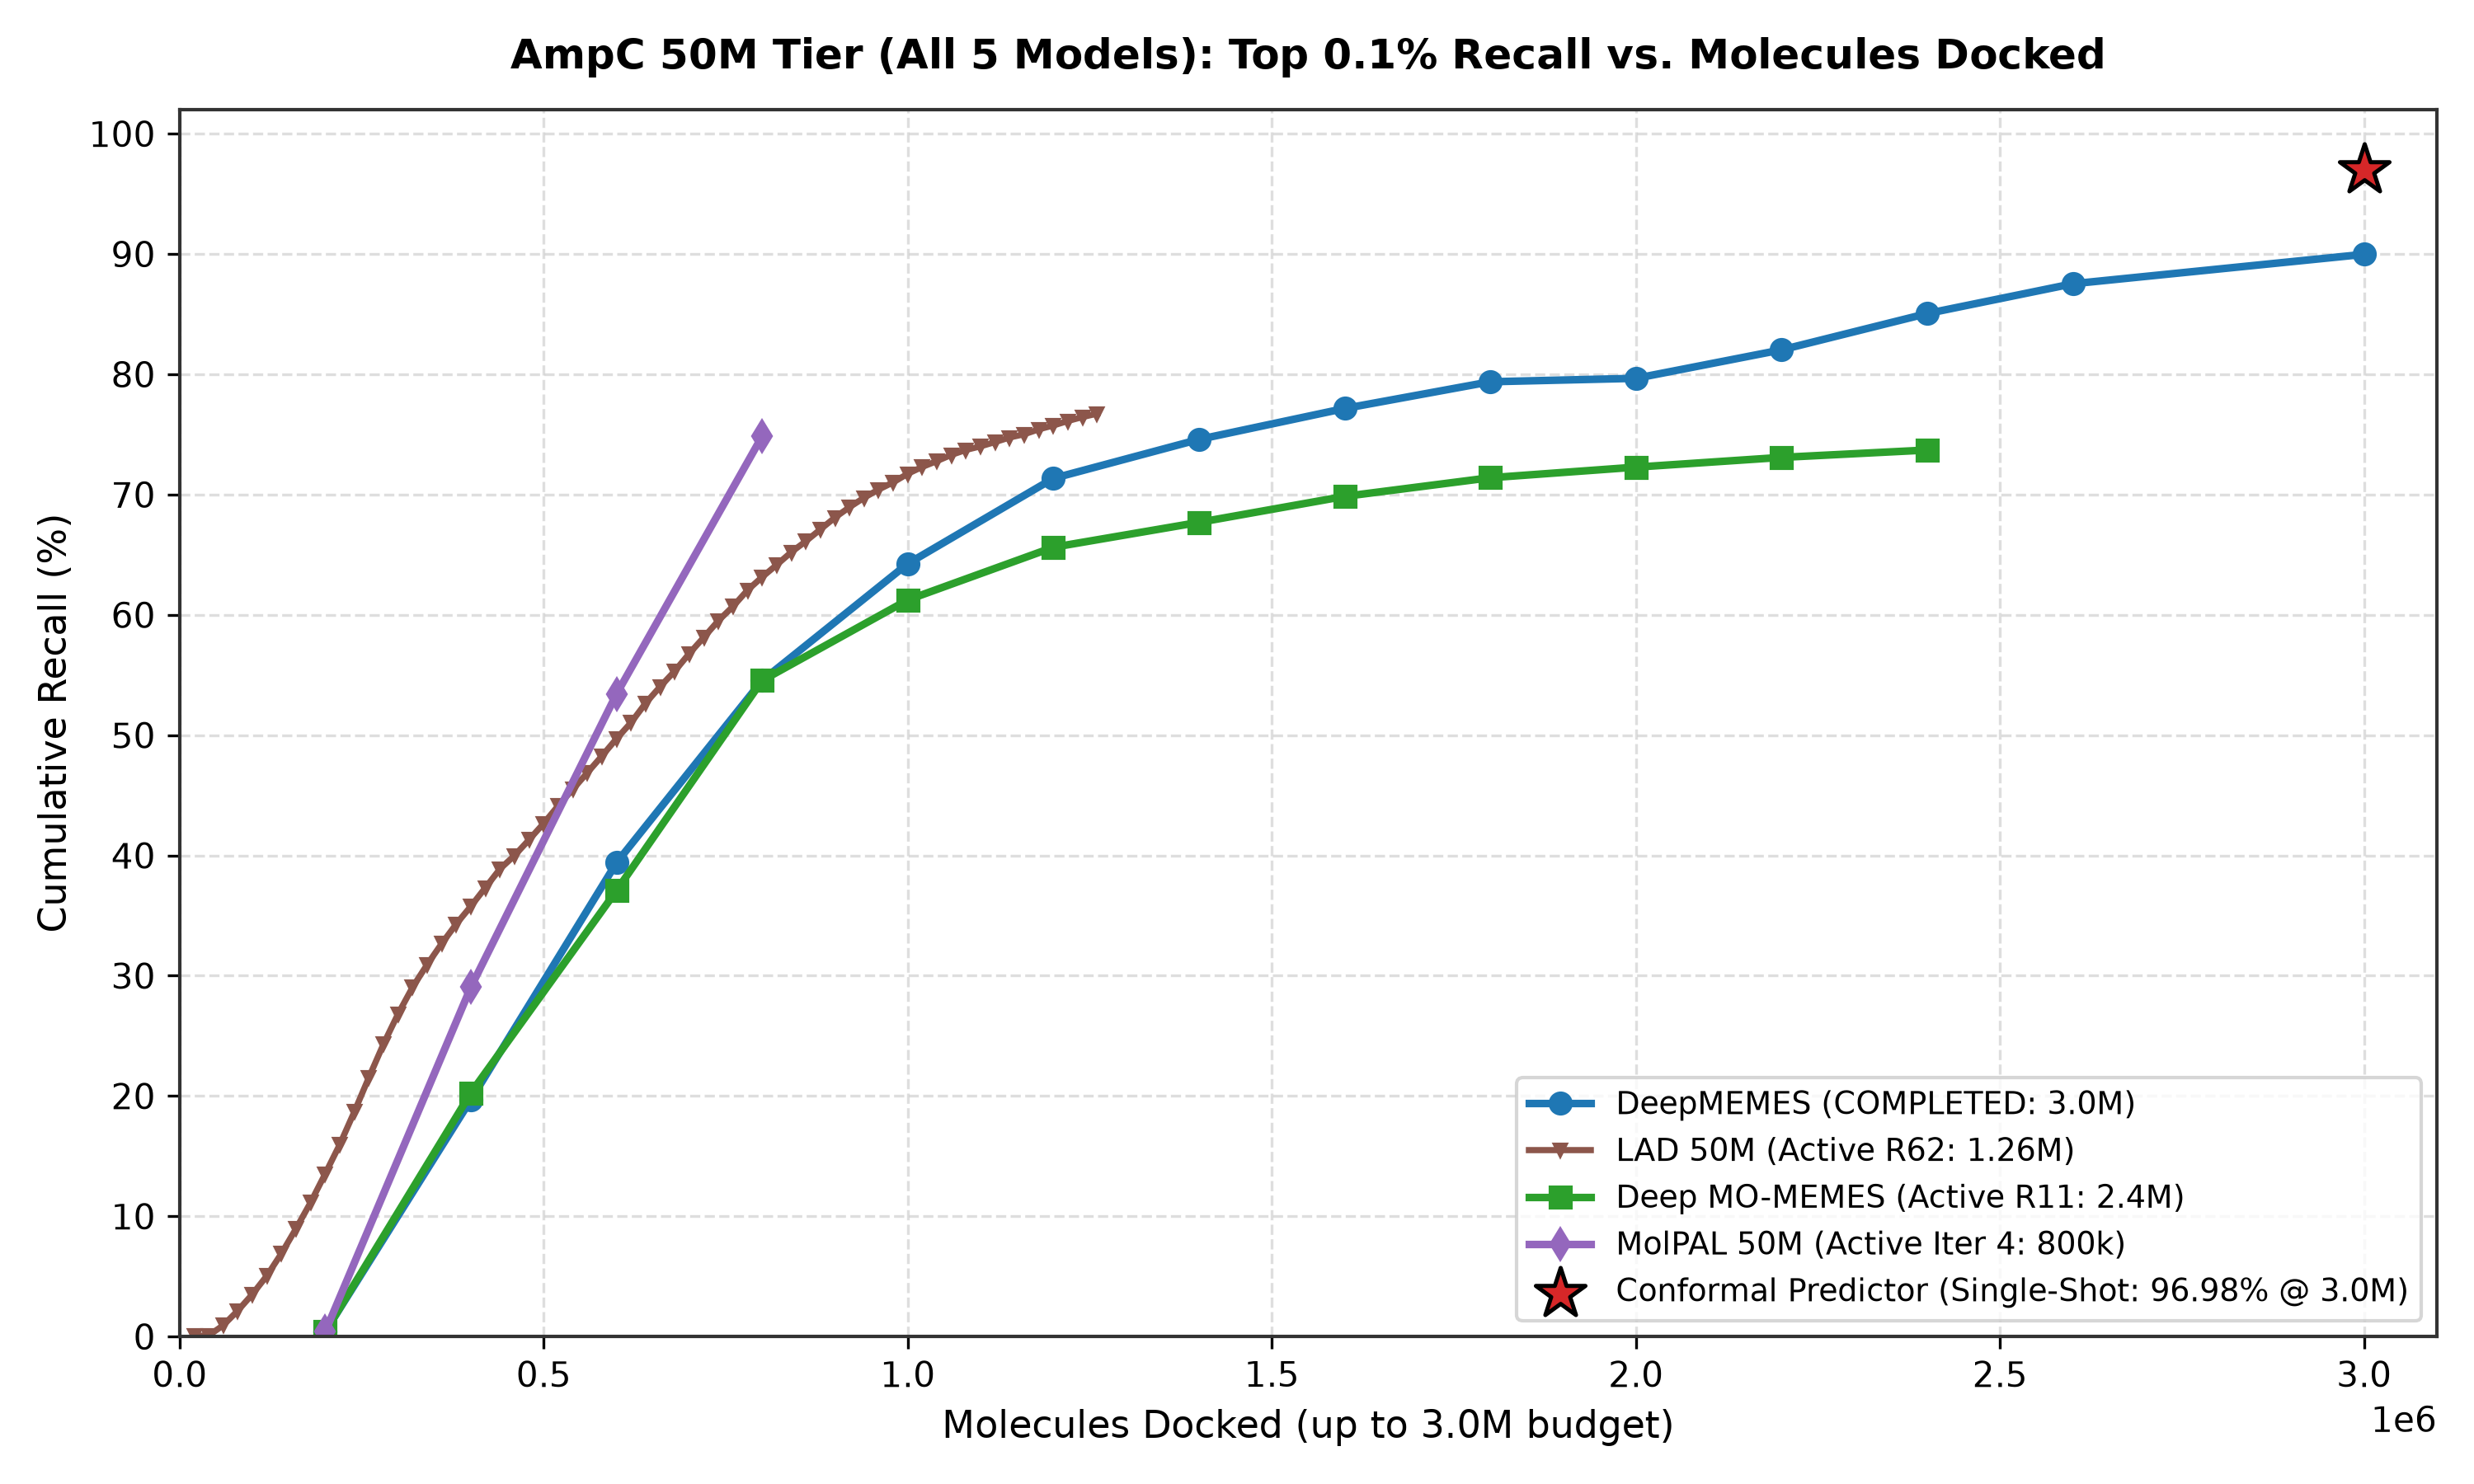 AmpC 50M Tier (All 5 Models): Top 0.1% Recall vs. Molecules Docked
Cumulative Recall (%)
100
90
80
70
60
50
40
30
20
10
0
0.0 0.5 1.0 1.5 2.0 2.5 3.0
1e6
Molecules Docked (up to 3.0M budget)
DeepMEMES (COMPLETED: 3.0M)
LAD 50M (Active R62: 1.26M)
Deep MO-MEMES (Active R11: 2.4M)
MolPAL 50M (Active Iter 4: 800k)
Conformal Predictor (Single-Shot: 96.98% @ 3.0M)